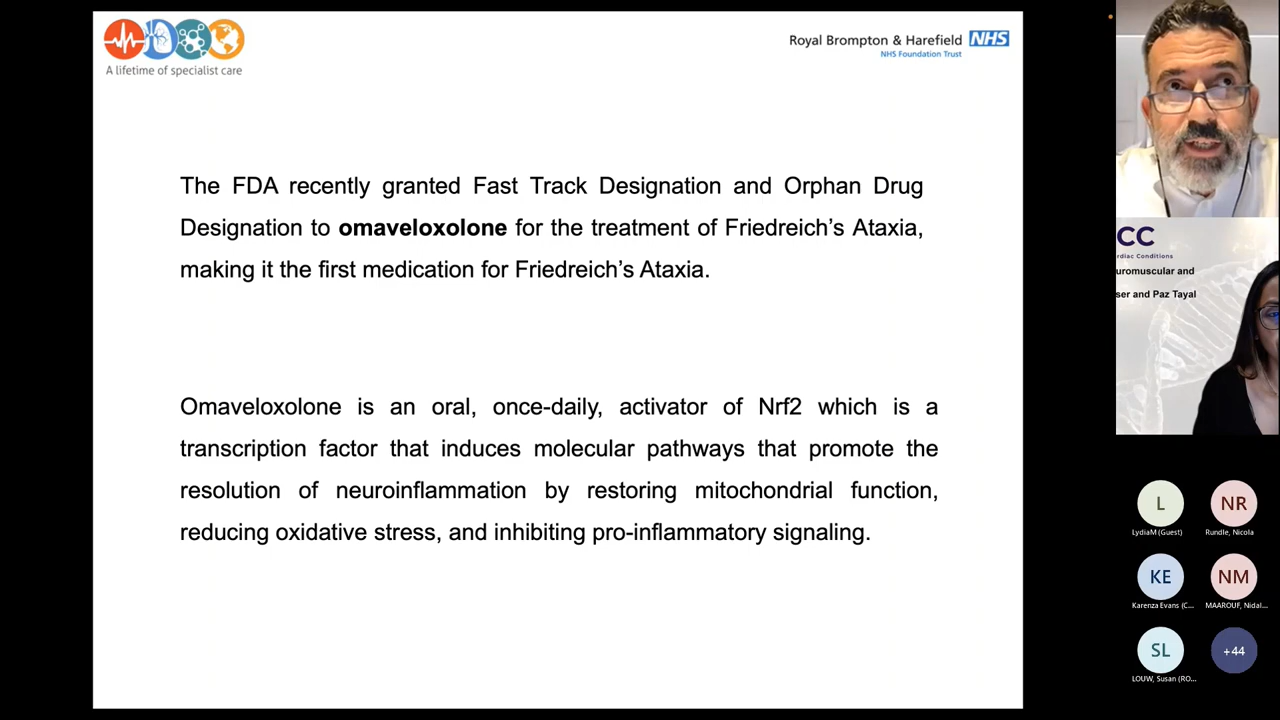 A lifetime of specialist care
Royal Brompton & Harefield NHS
NHS Foundation Trust
The FDA recently granted Fast Track Designation and Orphan Drug
Designation to omaveloxolone for the treatment of Friedreich’s Ataxia,
making it the first medication for Friedreich’s Ataxia.
Omaveloxolone is an oral, once-daily, activator of Nrf2 which is a
transcription factor that induces molecular pathways that promote the
resolution of neuroinflammation by restoring mitochondrial function,
reducing oxidative stress, and inhibiting pro-inflammatory signaling.
CC
rdiac Conditions
uromuscular and
ser and Paz Tayal
L
LydiaM (Guest)
NR
Rundle, Nicola
KE
Karenza Evans (C...
NM
MAAROUF, Nidal...
SL
LOUW, Susan (RO...
+44